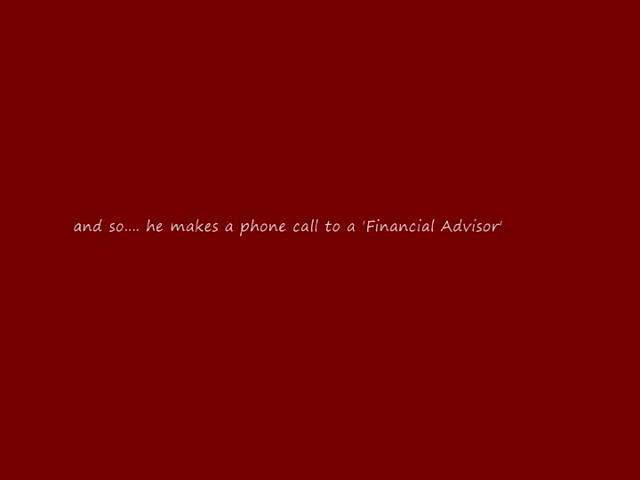 and so.... he makes a phone call to a 'Financial Advisor'